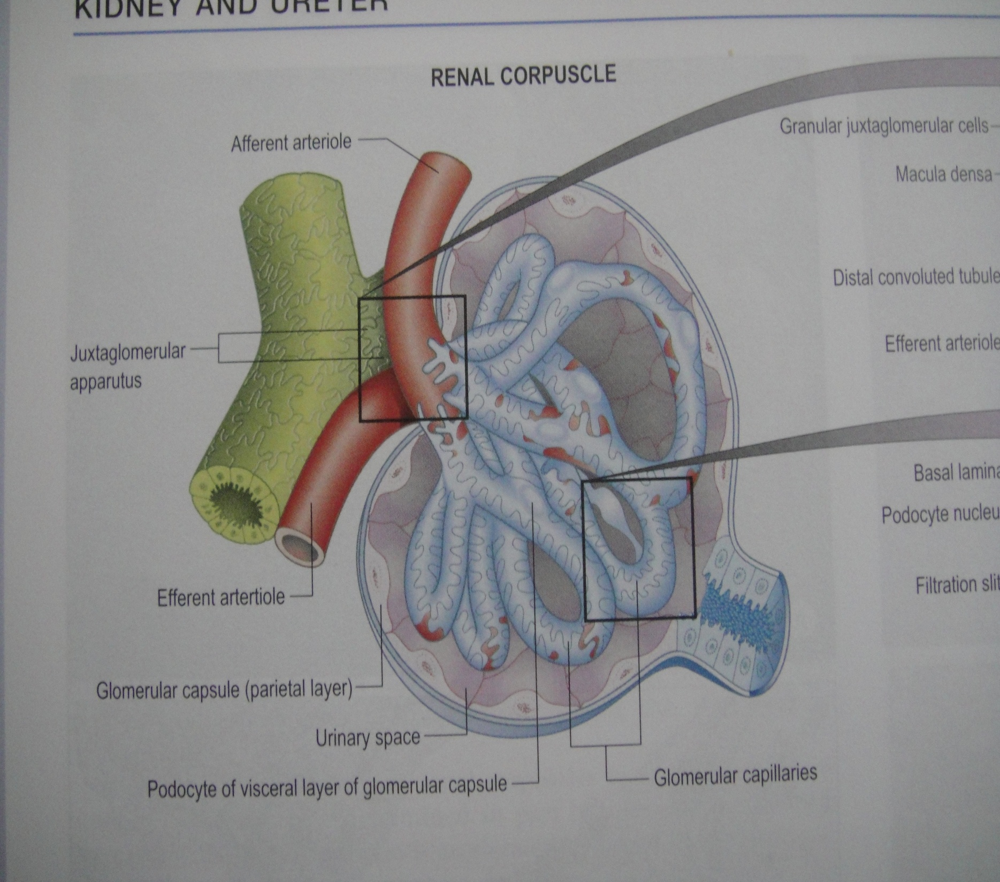 KIDNEY AND URETER
RENAL CORPUSCLE
Afferent arteriole
Granular juxtaglomerular cells
Macula densa
Distal convoluted tubule
Juxtaglomerular
apparutus
Efferent arteriole
Basal lamina
Podocyte nucleu
Efferent artertiole
Filtration slit
Glomerular capsule (parietal layer)
Urinary space
Podocyte of visceral layer of glomerular capsule
Glomerular capillaries